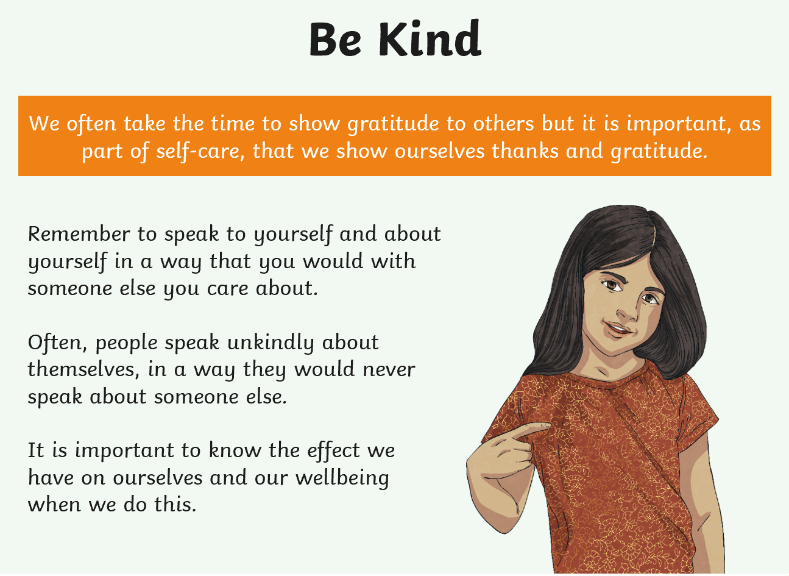 Be Kind
We often take the time to show gratitude to others but it is important, as
part of self-care, that we show ourselves thanks and gratitude.
Remember to speak to yourself and about
yourself in a way that you would with
someone else you care about.
Often, people speak unkindly about
themselves, in a way they would never
speak about someone else.
It is important to know the effect we
have on ourselves and our wellbeing
when we do this.